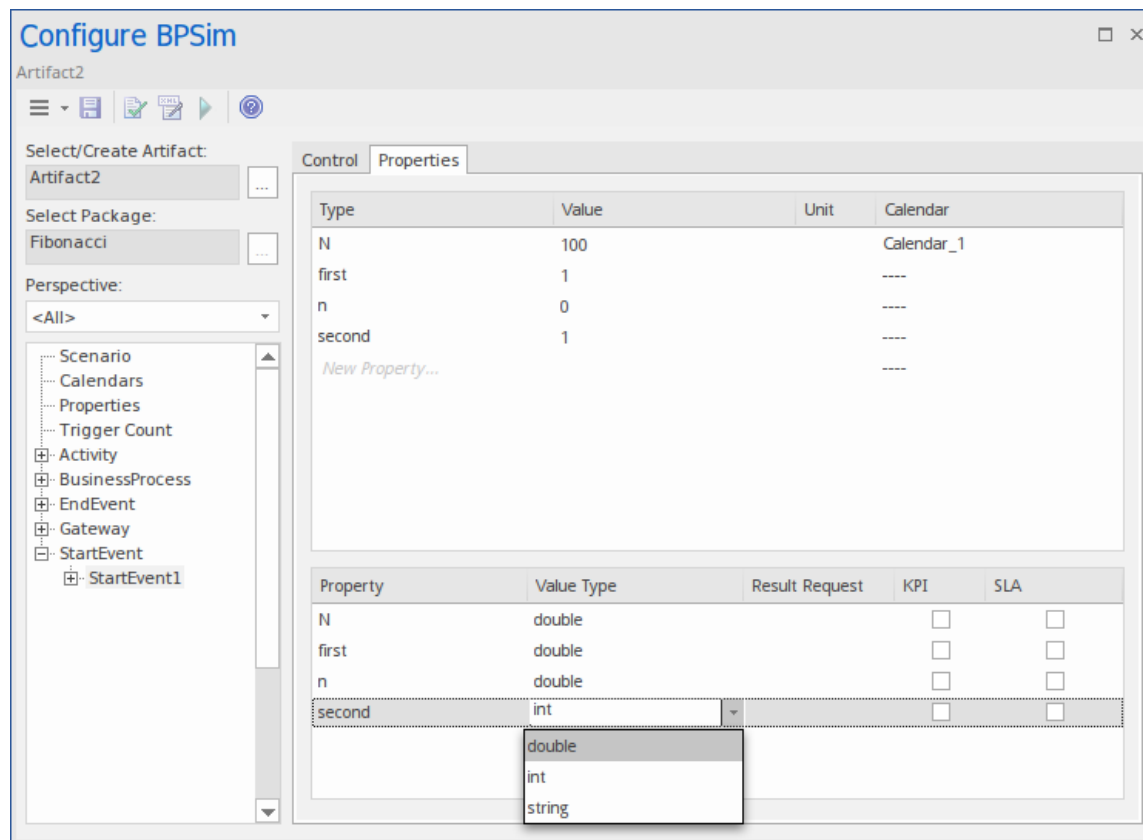 Configure BPSim
Artifact2
XML
?
Select/Create Artifact:
Artifact2
...
Select Package:
Fibonacci
...
Perspective:
<All>
Scenario
Calendars
Properties
Trigger Count
Activity
BusinessProcess
EndEvent
Gateway
StartEvent
StartEvent1
Control Properties
Type Value Unit Calendar
N 100 Calendar_1
first 1 ----
n 0 ----
second 1 ----
New Property... ----
Property Value Type Result Request KPI SLA
N double
first double
n double
second int
double
int
string